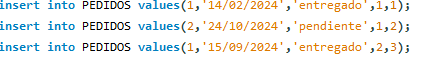 insert into PEDIDOS values(1,'14/02/2024','entregado',1,1);
insert into PEDIDOS values(2,'24/10/2024','pendiente',1,2);
insert into PEDIDOS values(1,'15/09/2024','entregado',2,3);